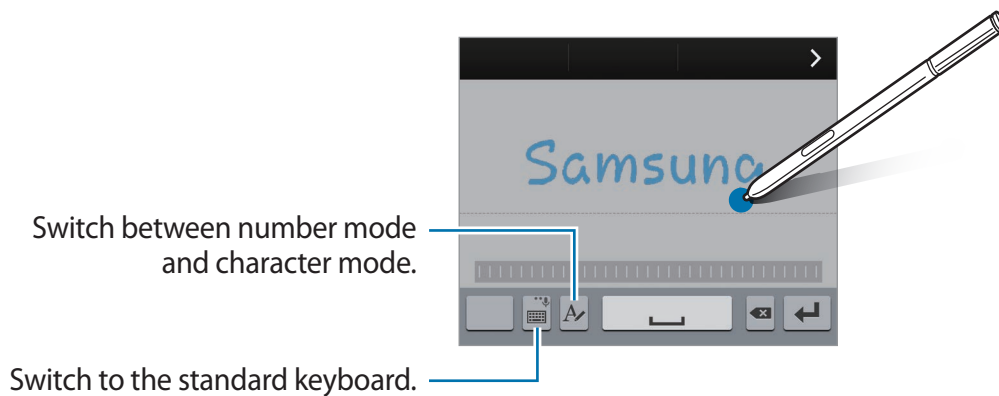 Samsung
Switch between number mode
and character mode.
A
Switch to the standard keyboard.